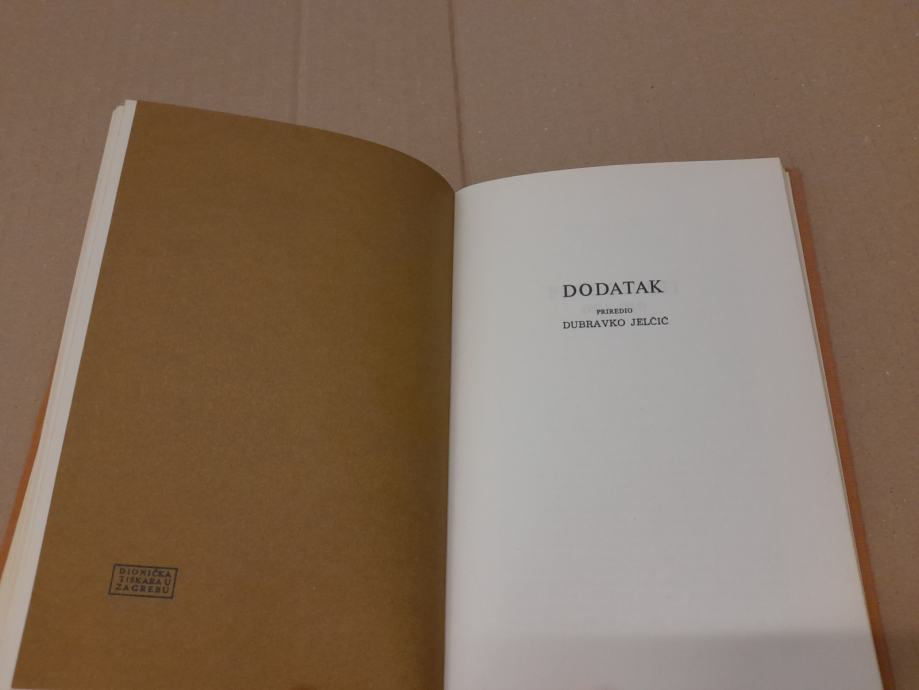 DIONIČKA
TISKARA U
ZAGREBU
DODATAK
PRIREDIO
DUBRAVKO JELČIĆ